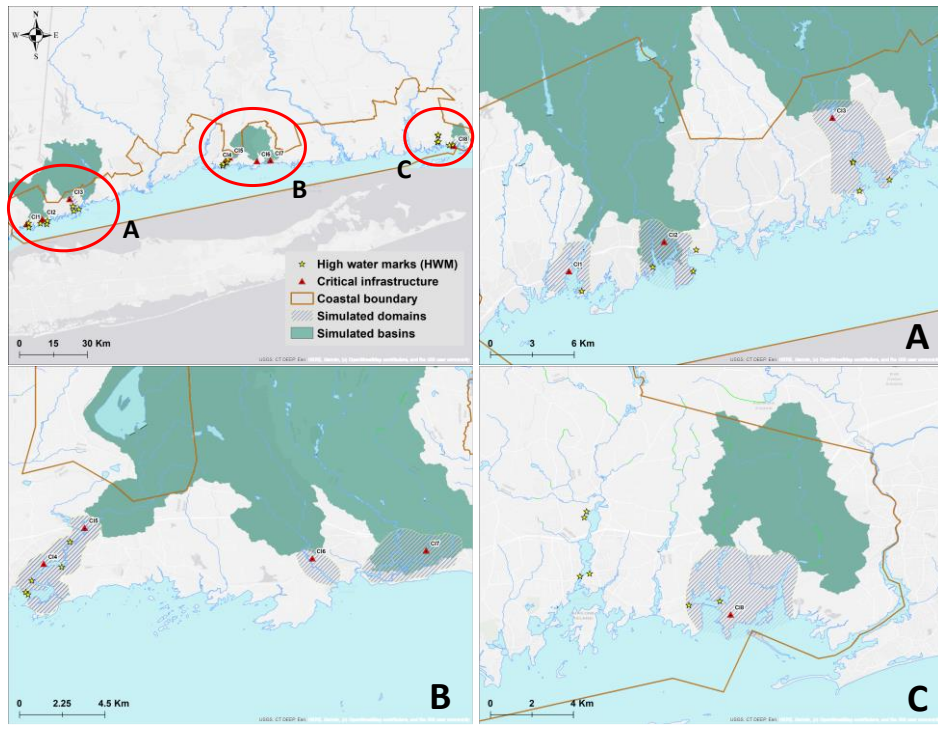 N
W E
S
CI3
CI1 CI2
A
CI4 CI5 CI6 CI7
B
CI8
C
High water marks (HWM)
Critical infrastructure
Coastal boundary
Simulated domains
Simulated basins
0 15 30 Km
CI3
CI2
CI1
0 3 6 Km
A
CI5
CI4
CI6
CI7
0 2.25 4.5 Km
B
CI8
0 2 4 Km
C